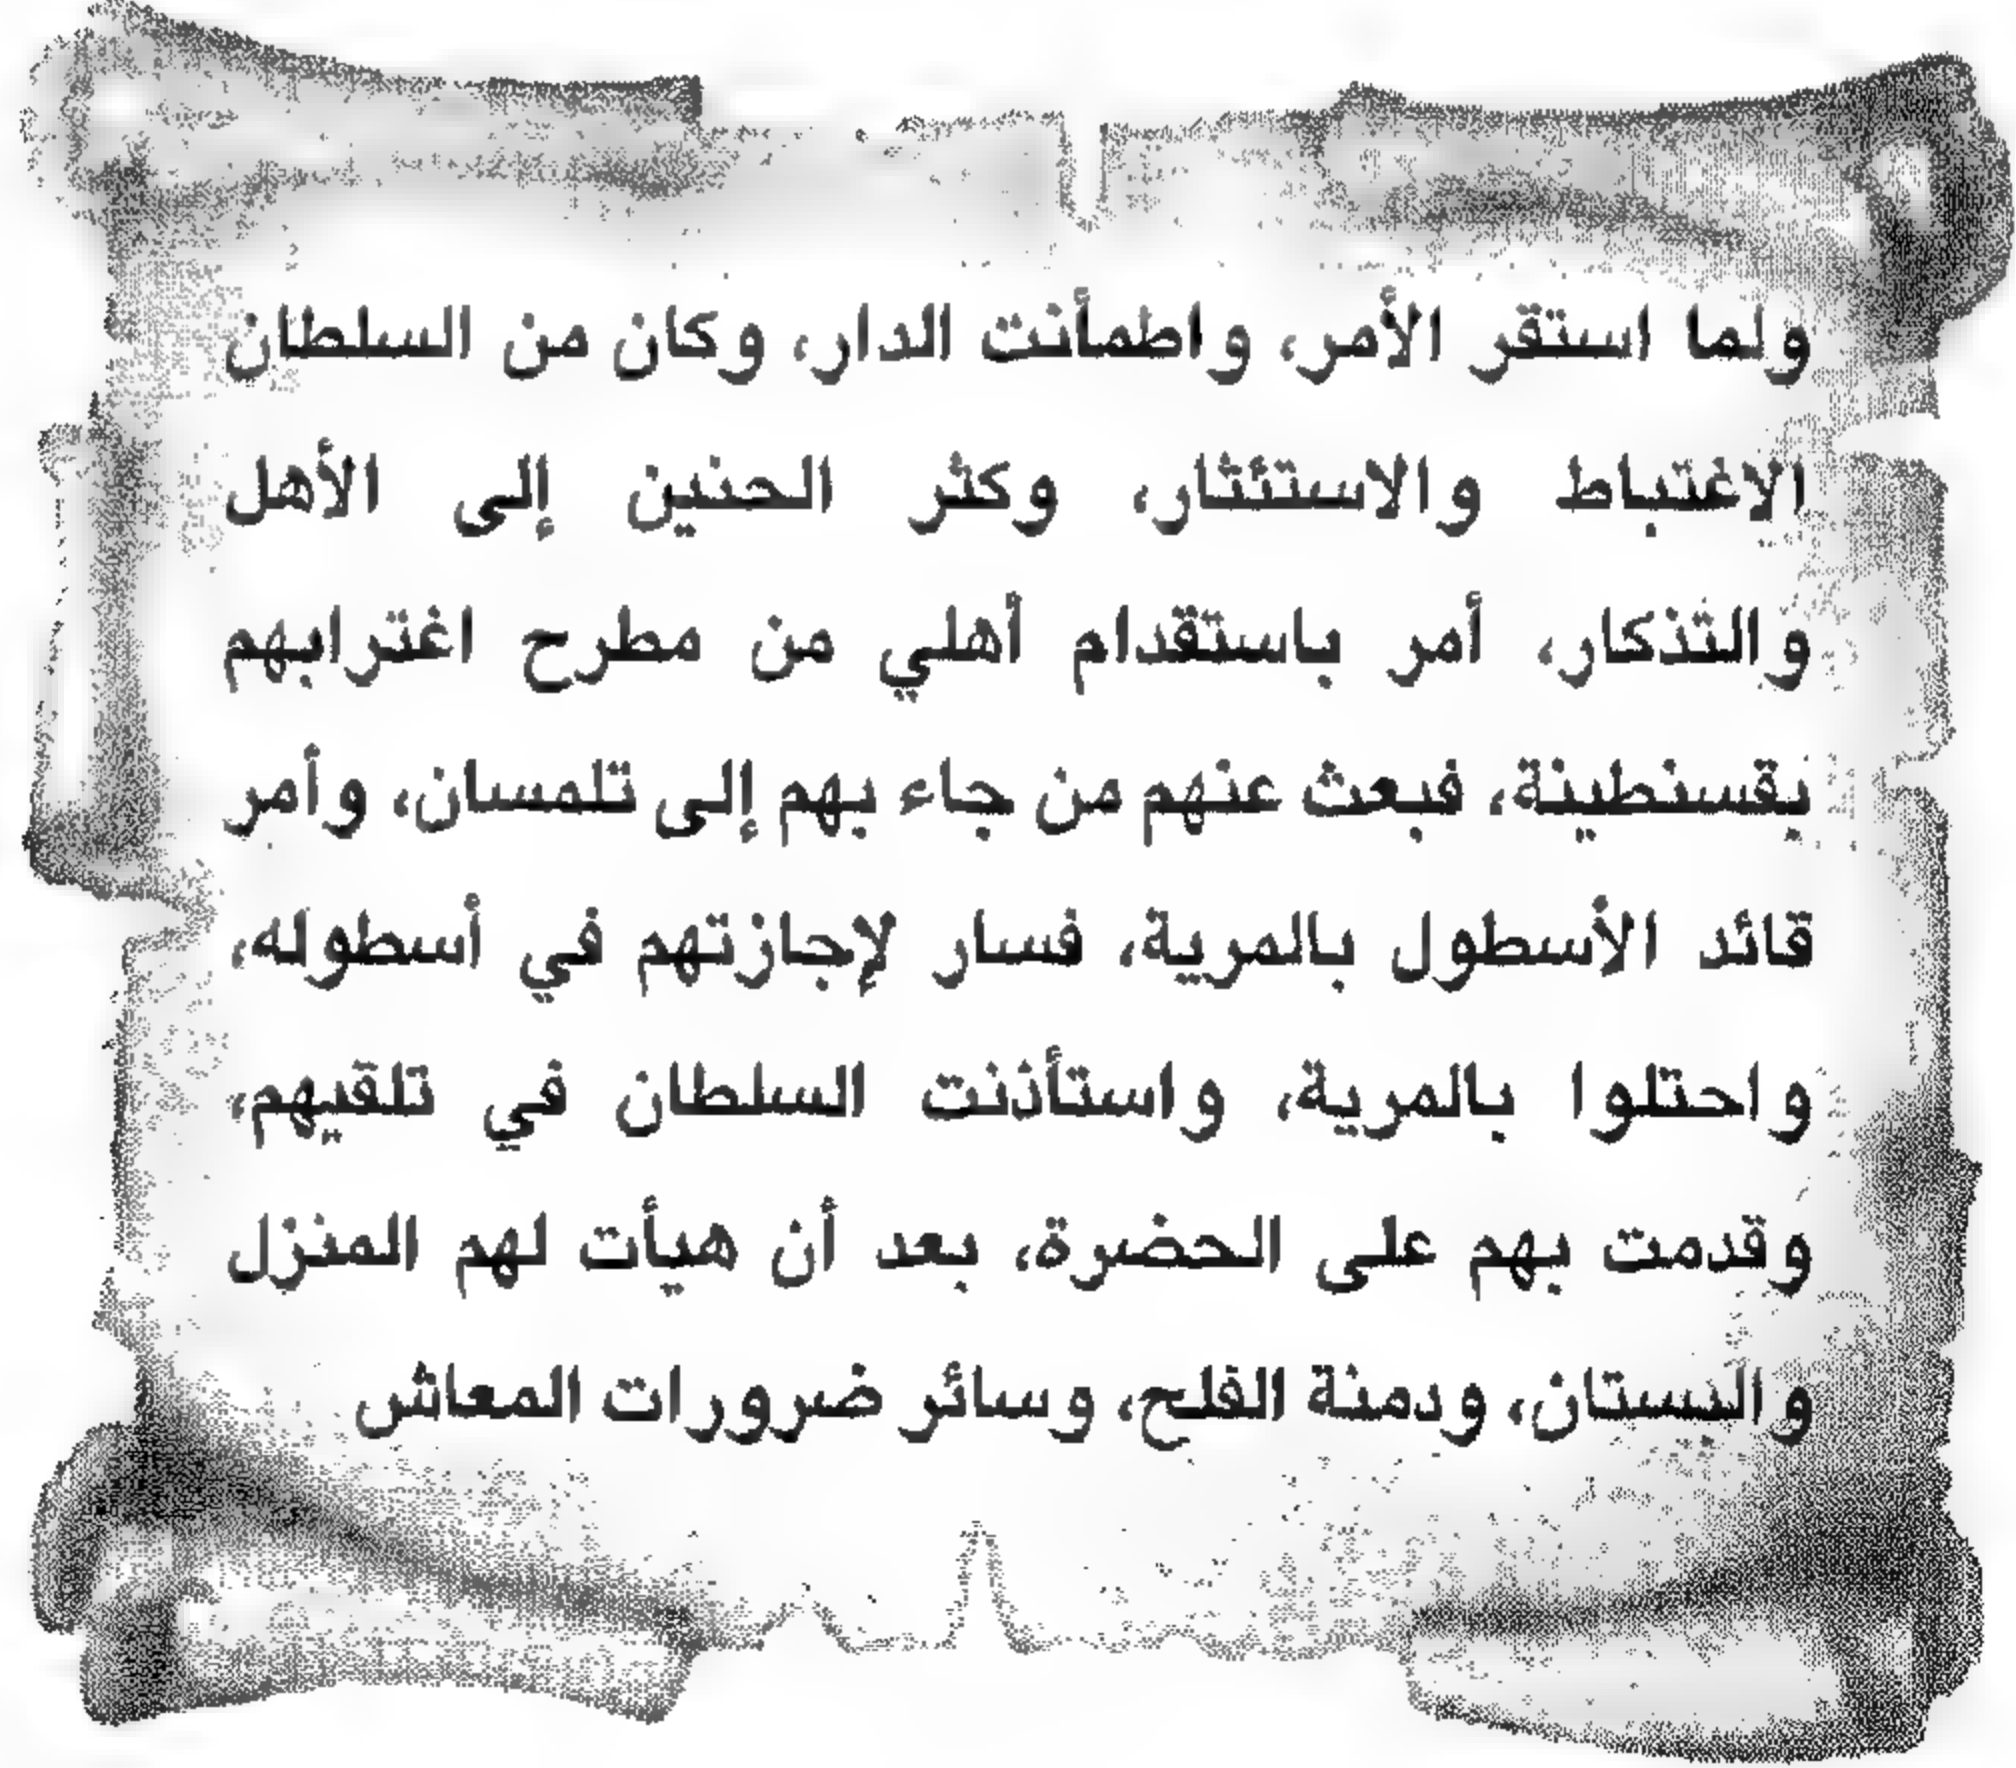 ولما استقر الأمر، واطمأنت الدار، وكان من السلطان
الاغتباط والاستئثار، وكثر الحنين إلى الأهل
والتذكار، أمر باستقدام أهلي من مطرح اغترابهم
بقسنطينة، فبعث عنهم من جاء بهم إلى تلمسان، وأمر
قائد الأسطول بالمرية، فسار لإجازتهم في أسطوله،
واحتلوا بالمرية، واستأذنت السلطان في تلقيهم،
وقدمت بهم على الحضرة، بعد أن هيأت لهم المنزل
والبستان، ودمنة الفلح، وسائر ضرورات المعاش